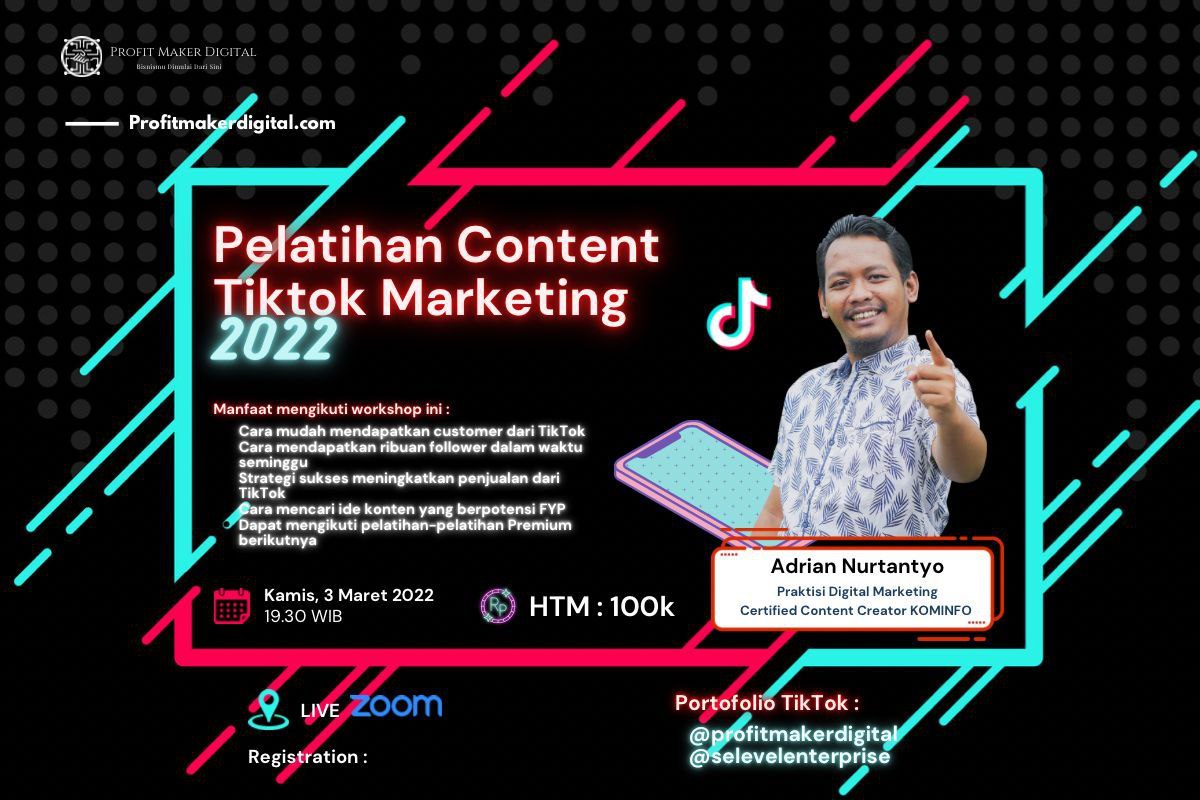 PROFIT MAKER DIGITAL
Bisnismu Dimulai Dari Sini
Profitmakerdigital.com
Pelatihan Content
Tiktok Marketing
2022
Manfaat mengikuti workshop ini :
Cara mudah mendapatkan customer dari TikTok
Cara mendapatkan ribuan follower dalam waktu
seminggu
Strategi sukses meningkatkan penjualan dari
TikTok
Cara mencari ide konten yang berpotensi FYP
Dapat mengikuti pelatihan-pelatihan Premium
berikutnya
Kamis, 3 Maret 2022
19.30 WIB
Rp
HTM : 100k
Adrian Nurtantyo
Praktisi Digital Marketing
Certified Content Creator KOMINFO
LIVE zoom
Registration :
Portofolio TikTok :
@profitmakerdigital
@selevelenterprise